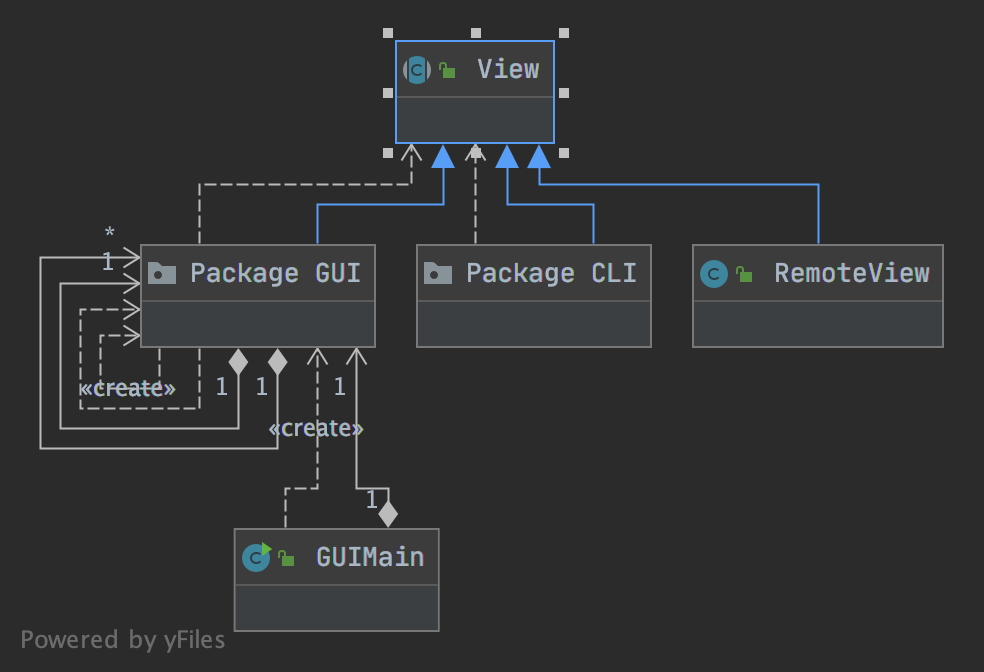 View
*
1
Package GUI
Package CLI
RemoteView
1
1
1
«create»
«create»
1
GUIMain
Powered by yFiles